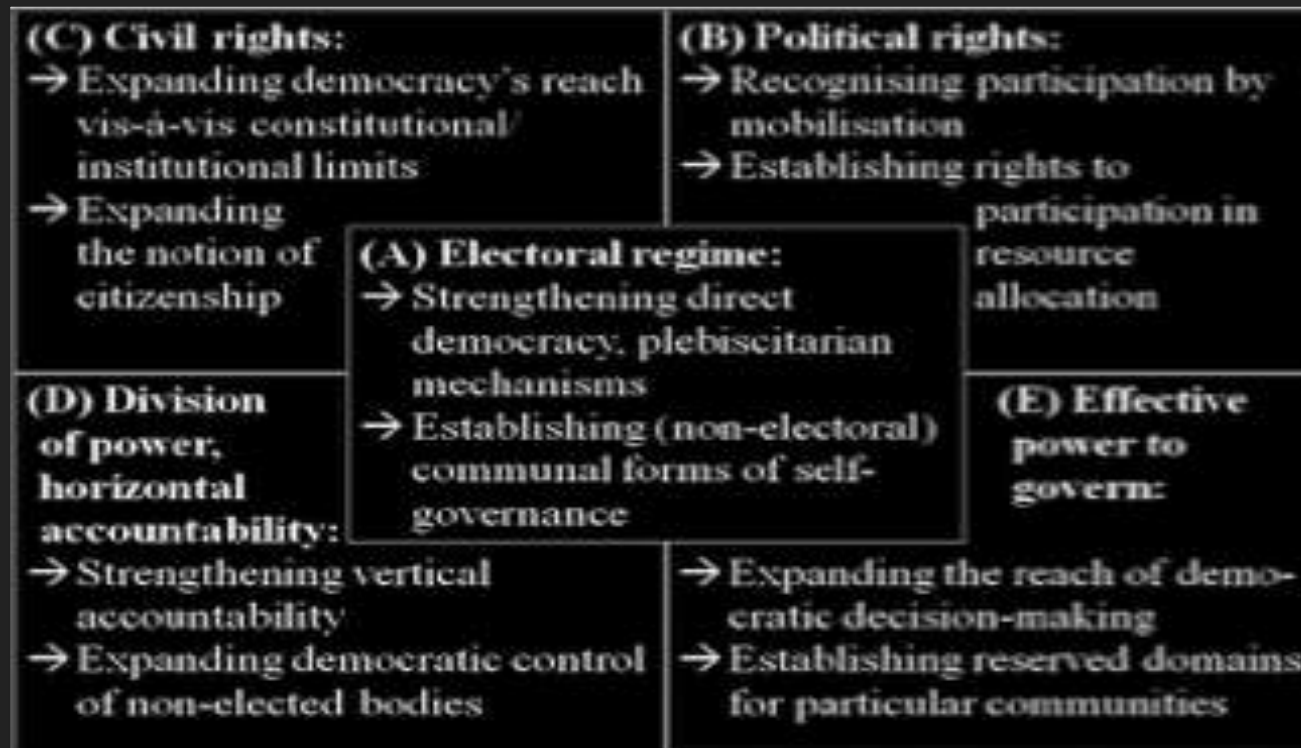 (C) Civil rights:
→ Expanding democracy's reach
vis-à-vis constitutional/
institutional limits
→ Expanding
the notion of
citizenship
(B) Political rights:
→ Recognising participation by
mobilisation
→ Establishing rights to
participation in
resource
allocation
(A) Electoral regime:
→ Strengthening direct
democracy, plebiscitarian
mechanisms
→ Establishing (non-electoral)
communal forms of self-
governance
(D) Division
of power,
horizontal
accountability:
→ Strengthening vertical
accountability
→ Expanding democratic control
of non-elected bodies
(E) Effective
power to
govern:
→ Expanding the reach of demo-
cratic decision-making
→ Establishing reserved domains
for particular communities